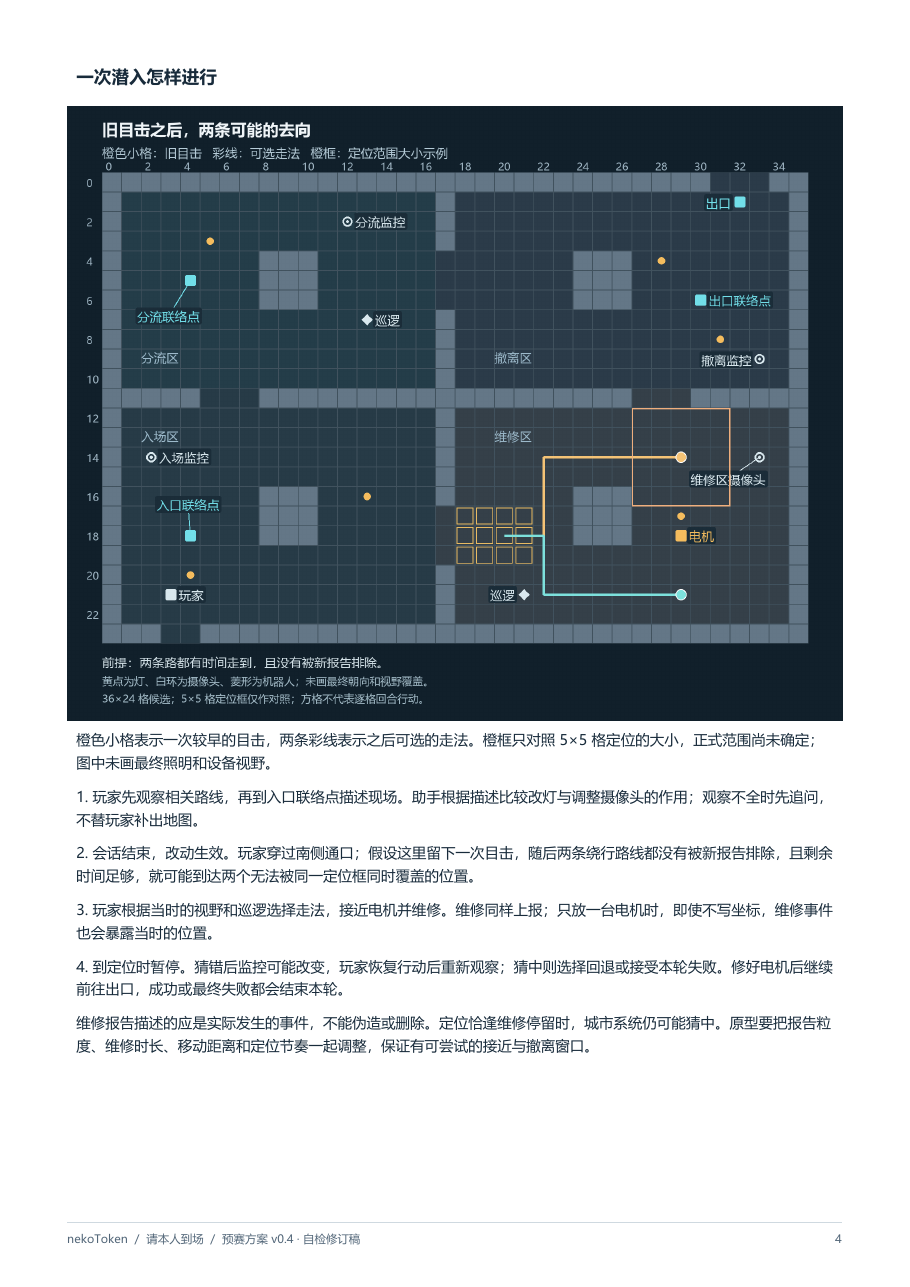 一次潜入怎样进行
旧目击之后，两条可能的去向
橙色小格：旧目击 彩线：可选走法 橙框：定位范围大小示例
0 2 4 6 8 10 12 14 16 18 20 22 24 26 28 30 32 34
0
出口
2
分流监控
4
6
出口联络点
分流联络点
巡逻
8
分流区
撤离区
撤离监控
10
12
入场区
维修区
14
入场监控
维修区摄像头
16
入口联络点
18
电机
20
玩家
巡逻
22
前提：两条路都有时间走到，且没有被新报告排除。
黄点为灯、白环为摄像头、菱形为机器人；未画最终朝向和视野覆盖。
36×24 格候选；5×5 格定位框仅作对照；方格不代表逐格回合行动。
橙色小格表示一次较早的目击，两条彩线表示之后可选的走法。橙框只对照 5×5 格定位的大小，正式范围尚未确定；
图中未画最终照明和设备视野。
1. 玩家先观察相关路线，再到入口联络点描述现场。助手根据描述比较改灯与调整摄像头的作用；观察不全时先追问，
不替玩家补出地图。
2. 会话结束，改动生效。玩家穿过南侧通口；假设这里留下一次目击，随后两条绕行路线都没有被新报告排除，且剩余
时间足够，就可能到达两个无法被同一定位框同时覆盖的位置。
3. 玩家根据当时的视野和巡逻选择走法，接近电机并维修。维修同样上报；只放一台电机时，即使不写坐标，维修事件
也会暴露当时的位置。
4. 到定位时暂停。猜错后监控可能改变，玩家恢复行动后重新观察；猜中则选择回退或接受本轮失败。修好电机后继续
前往出口，成功或最终失败都会结束本轮。
维修报告描述的应是实际发生的事件，不能伪造或删除。定位恰逢维修停留时，城市系统仍可能猜中。原型要把报告粒
度、维修时长、移动距离和定位节奏一起调整，保证有可尝试的接近与撤离窗口。
nekoToken / 请本人到场 / 预赛方案 v0.4 · 自检修订稿
4